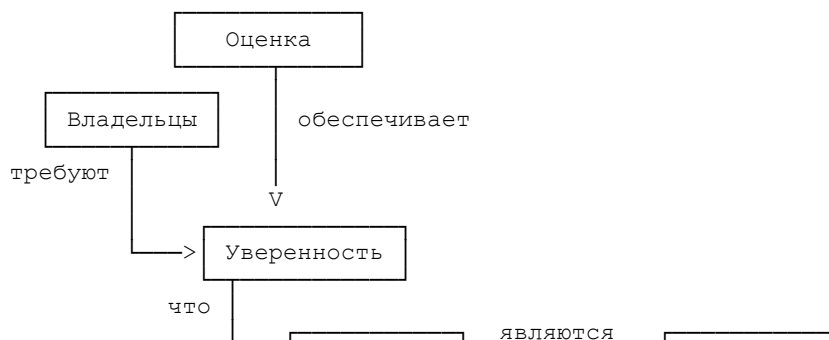 Оценка
Владельцы
обеспечивает
требуют
V
> Уверенность
что
являются